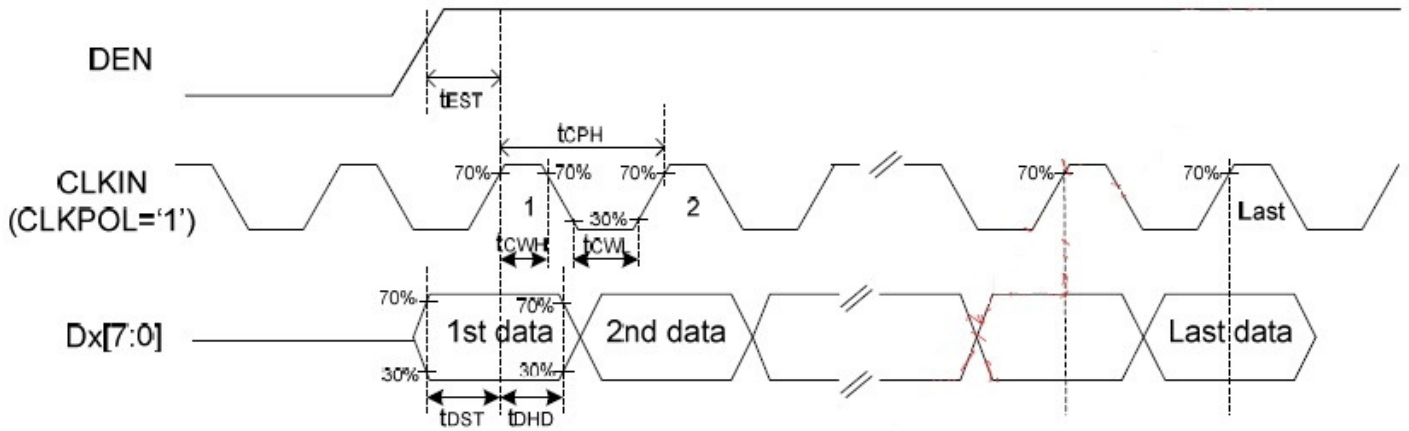 DEN
tEST
tCPH
CLKIN
(CLKPOL=‘1’)
70%
70%
70%
70%
70%
1
2
Last
30%
tCWH
tCWL
Dx[7:0]
70%
70%
1st data
2nd data
Last data
30%
30%
tDST
tDHD